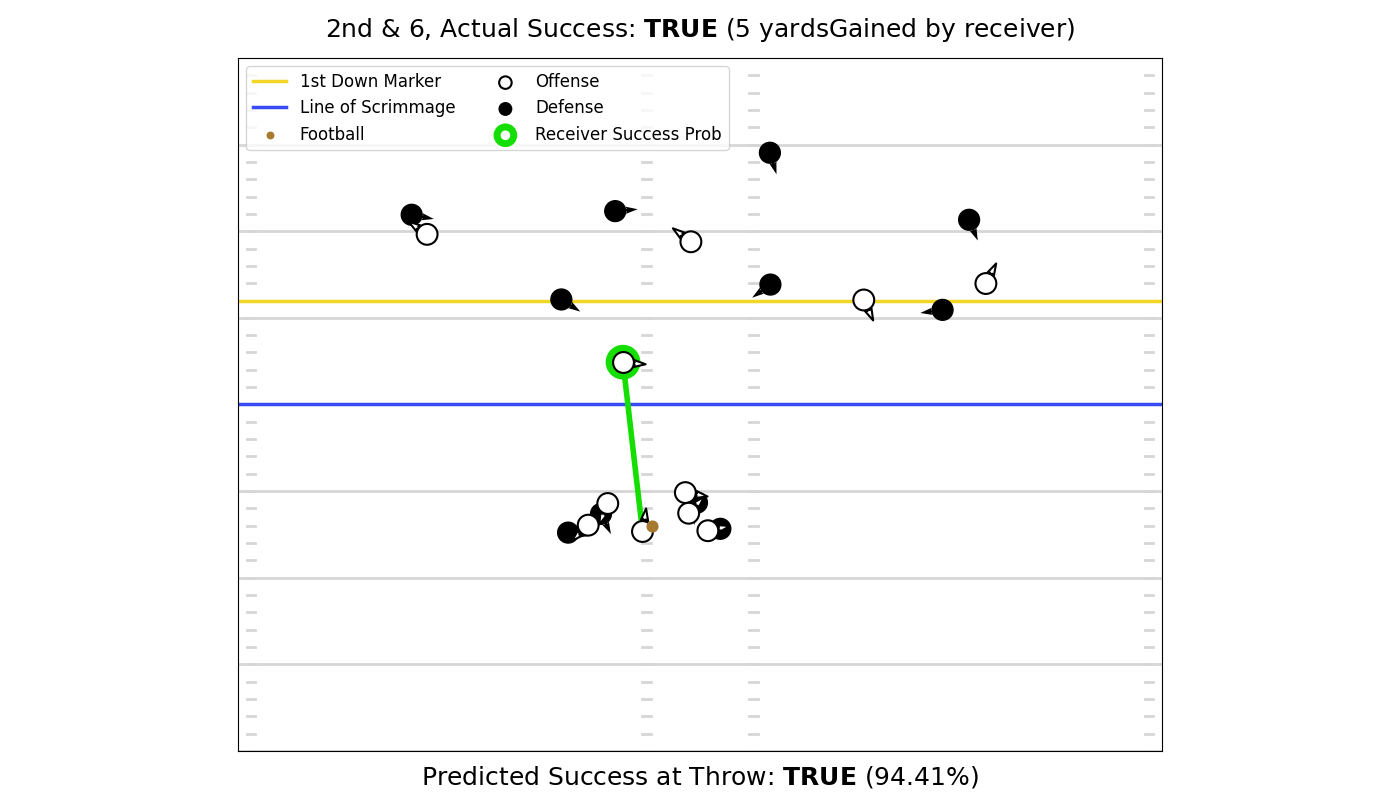 2nd & 6, Actual Success: TRUE (5 yardsGained by receiver)
1st Down Marker
Line of Scrimmage
Football
Offense
Defense
Receiver Success Prob
Predicted Success at Throw: TRUE (94.41%)